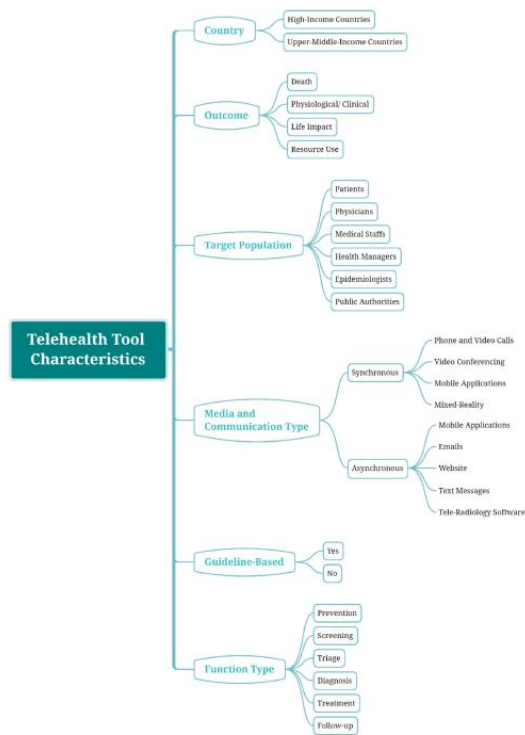 Telehealth Tool
Characteristics
Country
High-Income Countries
Upper-Middle-Income Countries
Outcome
Death
Physiological/ Clinical
Life Impact
Resource Use
Target Population
Patients
Physicians
Medical Staffs
Health Managers
Epidemiologists
Public Authorities
Media and
Communication Type
Synchronous
Phone and Video Calls
Video Conferencing
Mobile Applications
Mixed-Reality
Asynchronous
Mobile Applications
Emails
Website
Text Messages
Tele-Radiology Software
Guideline-Based
Yes
No
Function Type
Prevention
Screening
Triage
Diagnosis
Treatment
Follow-up